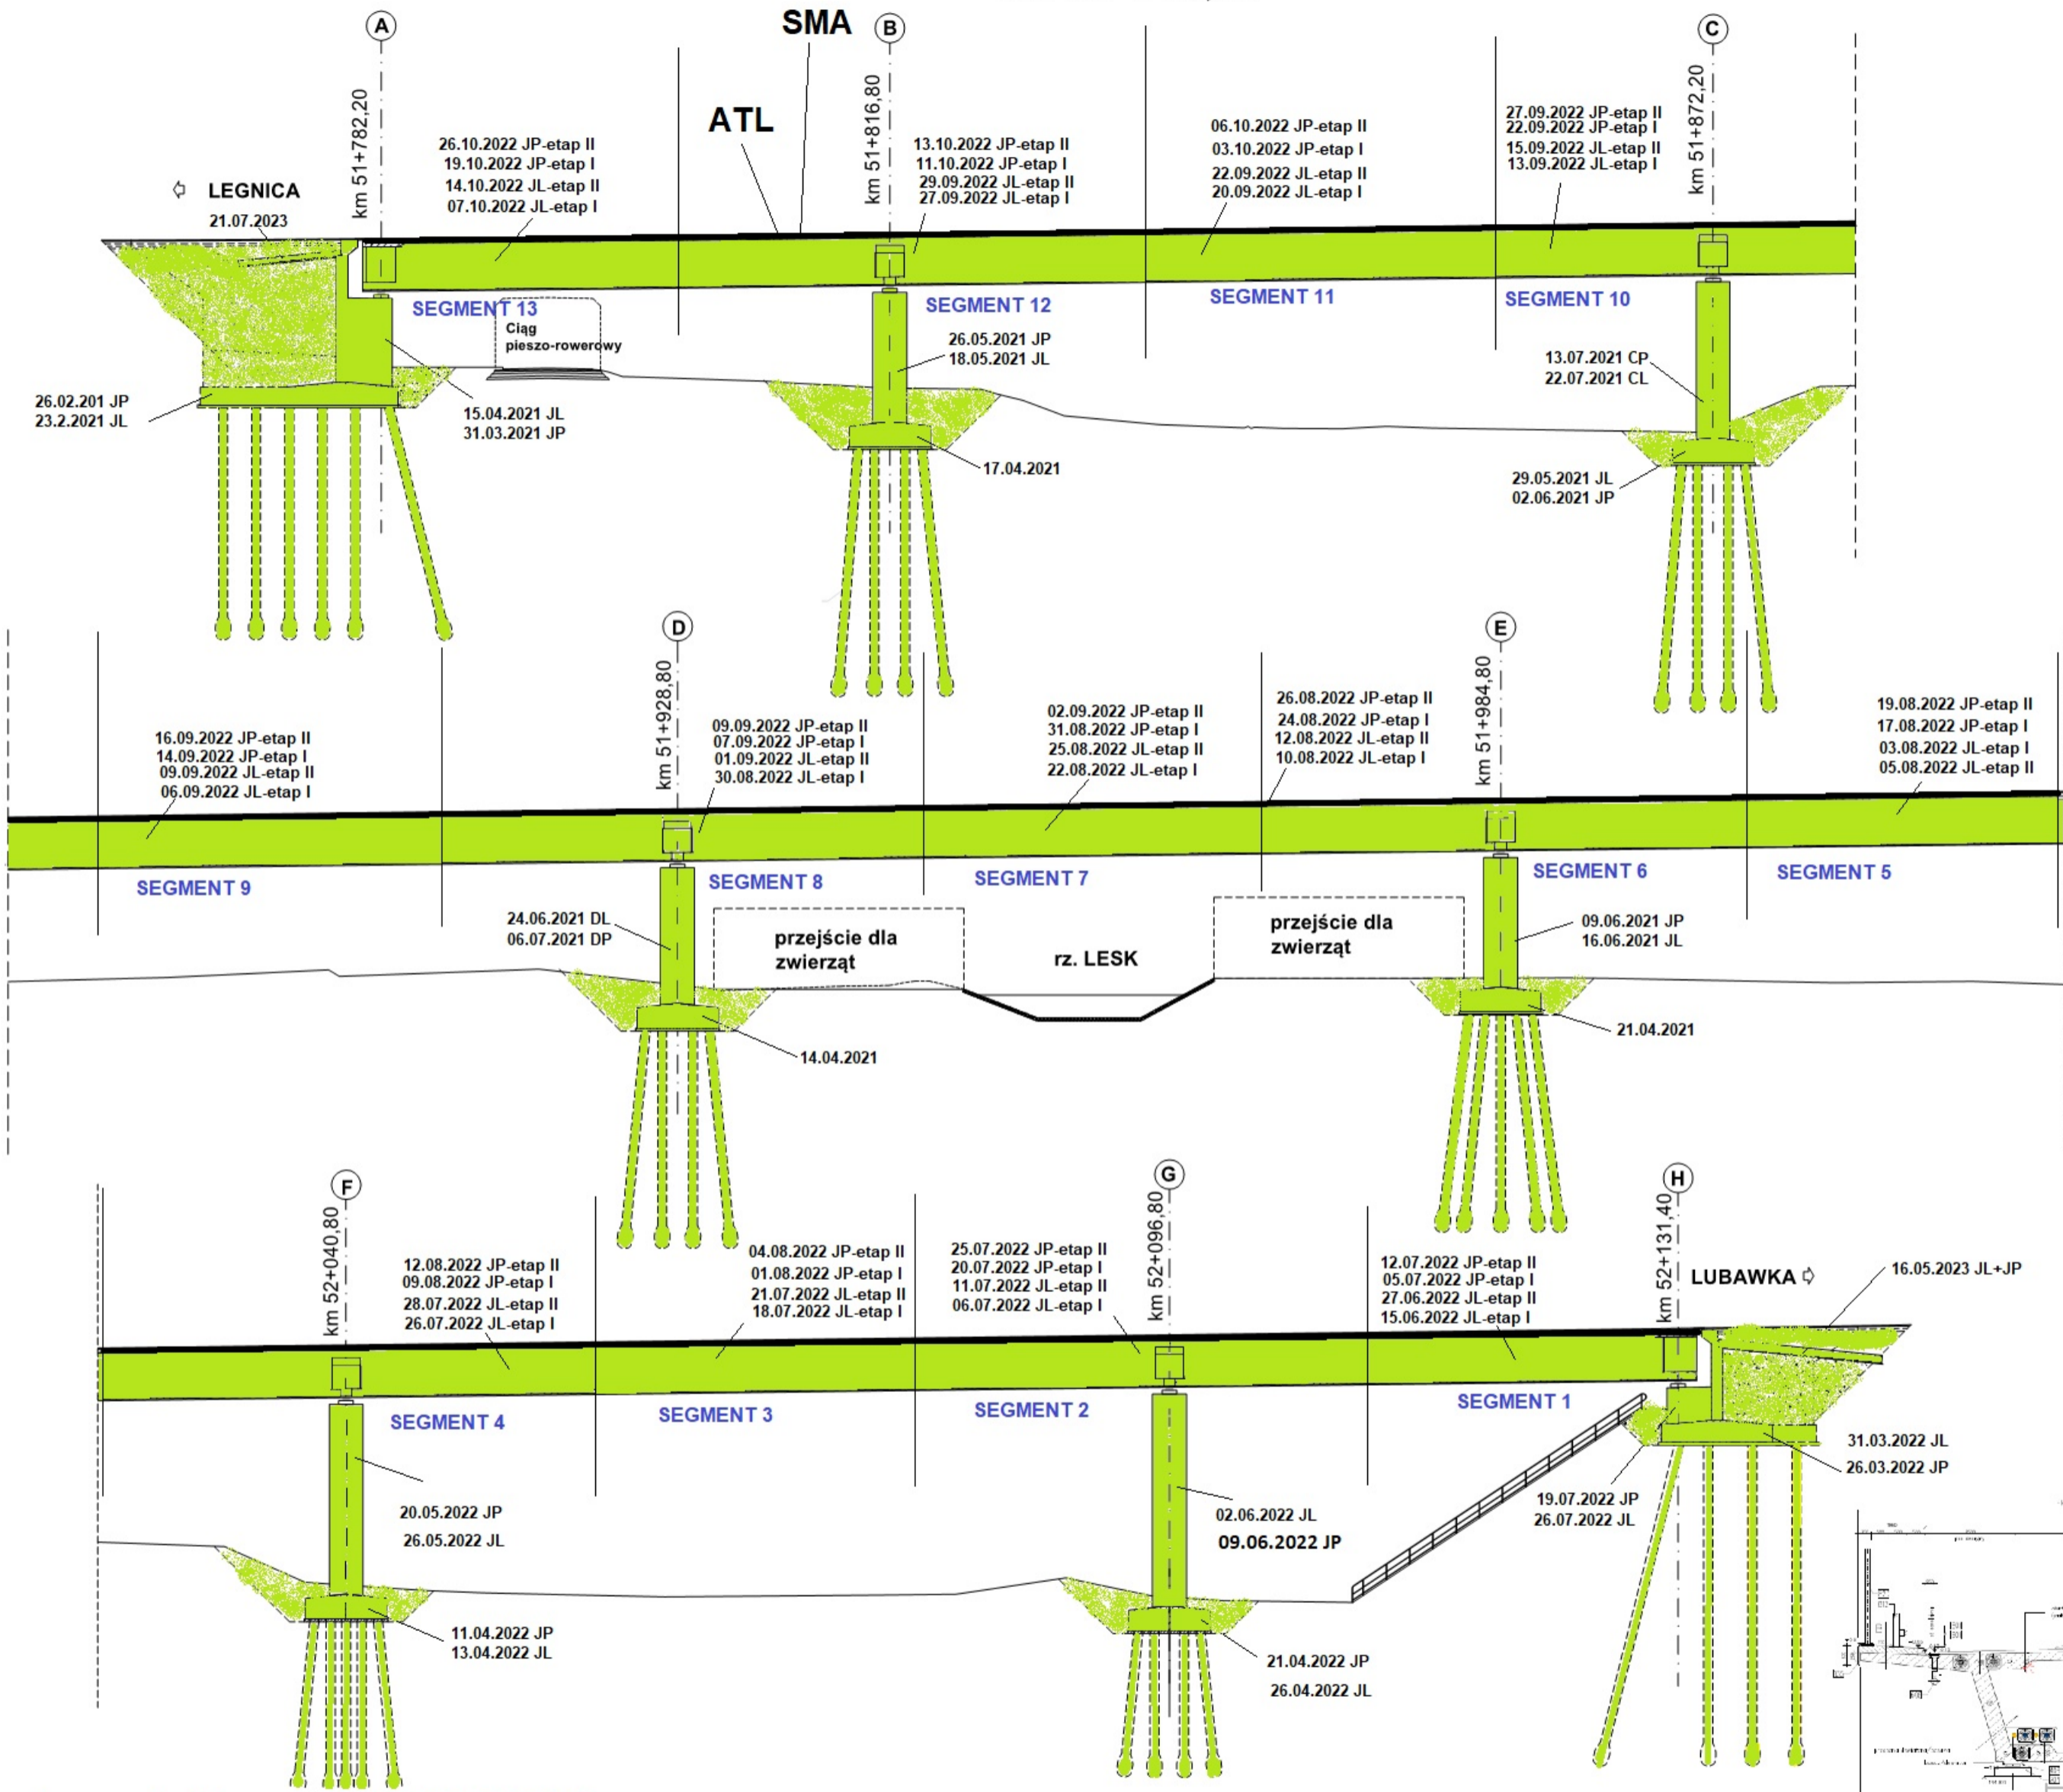 A
SMA
B
C
km 51+782,20
km 51+816,80
km 51+872,20
ATL
26.10.2022 JP-etap II
19.10.2022 JP-etap I
14.10.2022 JL-etap II
07.10.2022 JL-etap I
13.10.2022 JP-etap II
11.10.2022 JP-etap I
29.09.2022 JL-etap II
27.09.2022 JL-etap I
06.10.2022 JP-etap II
03.10.2022 JP-etap I
22.09.2022 JL-etap II
20.09.2022 JL-etap I
27.09.2022 JP-etap II
22.09.2022 JP-etap I
15.09.2022 JL-etap II
13.09.2022 JL-etap I
LEGNICA
21.07.2023
SEGMENT 13
SEGMENT 12
SEGMENT 11
SEGMENT 10
Ciąg
pieszo-rowerowy
26.05.2021 JP
18.05.2021 JL
13.07.2021 CP
22.07.2021 CL
26.02.201 JP
23.2.2021 JL
15.04.2021 JL
31.03.2021 JP
17.04.2021
29.05.2021 JL
02.06.2021 JP
D
E
km 51+928,80
km 51+984,80
16.09.2022 JP-etap II
14.09.2022 JP-etap I
09.09.2022 JL-etap II
06.09.2022 JL-etap I
09.09.2022 JP-etap II
07.09.2022 JP-etap I
01.09.2022 JL-etap II
30.08.2022 JL-etap I
02.09.2022 JP-etap II
31.08.2022 JP-etap I
25.08.2022 JL-etap II
22.08.2022 JL-etap I
26.08.2022 JP-etap II
24.08.2022 JP-etap I
12.08.2022 JL-etap II
10.08.2022 JL-etap I
19.08.2022 JP-etap II
17.08.2022 JP-etap I
03.08.2022 JL-etap I
05.08.2022 JL-etap II
SEGMENT 9
SEGMENT 8
SEGMENT 7
SEGMENT 6
SEGMENT 5
24.06.2021 DL
06.07.2021 DP
przejście dla
zwierząt
rz. LESK
przejście dla
zwierząt
09.06.2021 JP
16.06.2021 JL
14.04.2021
21.04.2021
F
G
H
km 52+040,80
km 52+096,80
km 52+131,40
12.08.2022 JP-etap II
09.08.2022 JP-etap I
28.07.2022 JL-etap II
26.07.2022 JL-etap I
04.08.2022 JP-etap II
01.08.2022 JP-etap I
21.07.2022 JL-etap II
18.07.2022 JL-etap I
25.07.2022 JP-etap II
20.07.2022 JP-etap I
11.07.2022 JL-etap II
06.07.2022 JL-etap I
12.07.2022 JP-etap II
05.07.2022 JP-etap I
27.06.2022 JL-etap II
15.06.2022 JL-etap I
LUBAWKA
16.05.2023 JL+JP
SEGMENT 4
SEGMENT 3
SEGMENT 2
SEGMENT 1
31.03.2022 JL
26.03.2022 JP
20.05.2022 JP
26.05.2022 JL
02.06.2022 JL
09.06.2022 JP
19.07.2022 JP
26.07.2022 JL
11.04.2022 JP
13.04.2022 JL
21.04.2022 JP
26.04.2022 JL